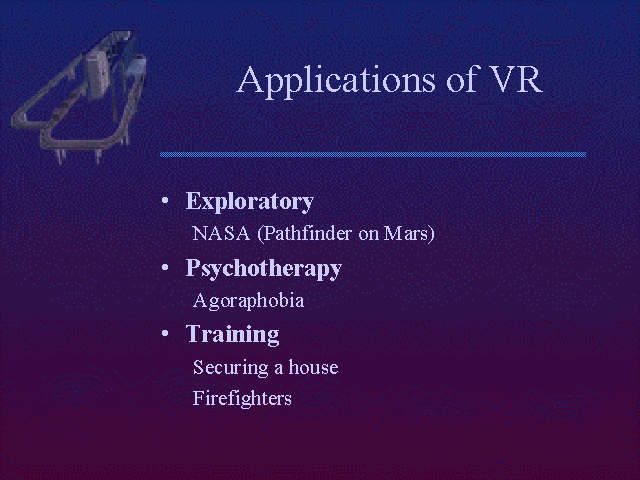 Applications of VR
• Exploratory
NASA (Pathfinder on Mars)
• Psychotherapy
Agoraphobia
• Training
Securing a house
Firefighters